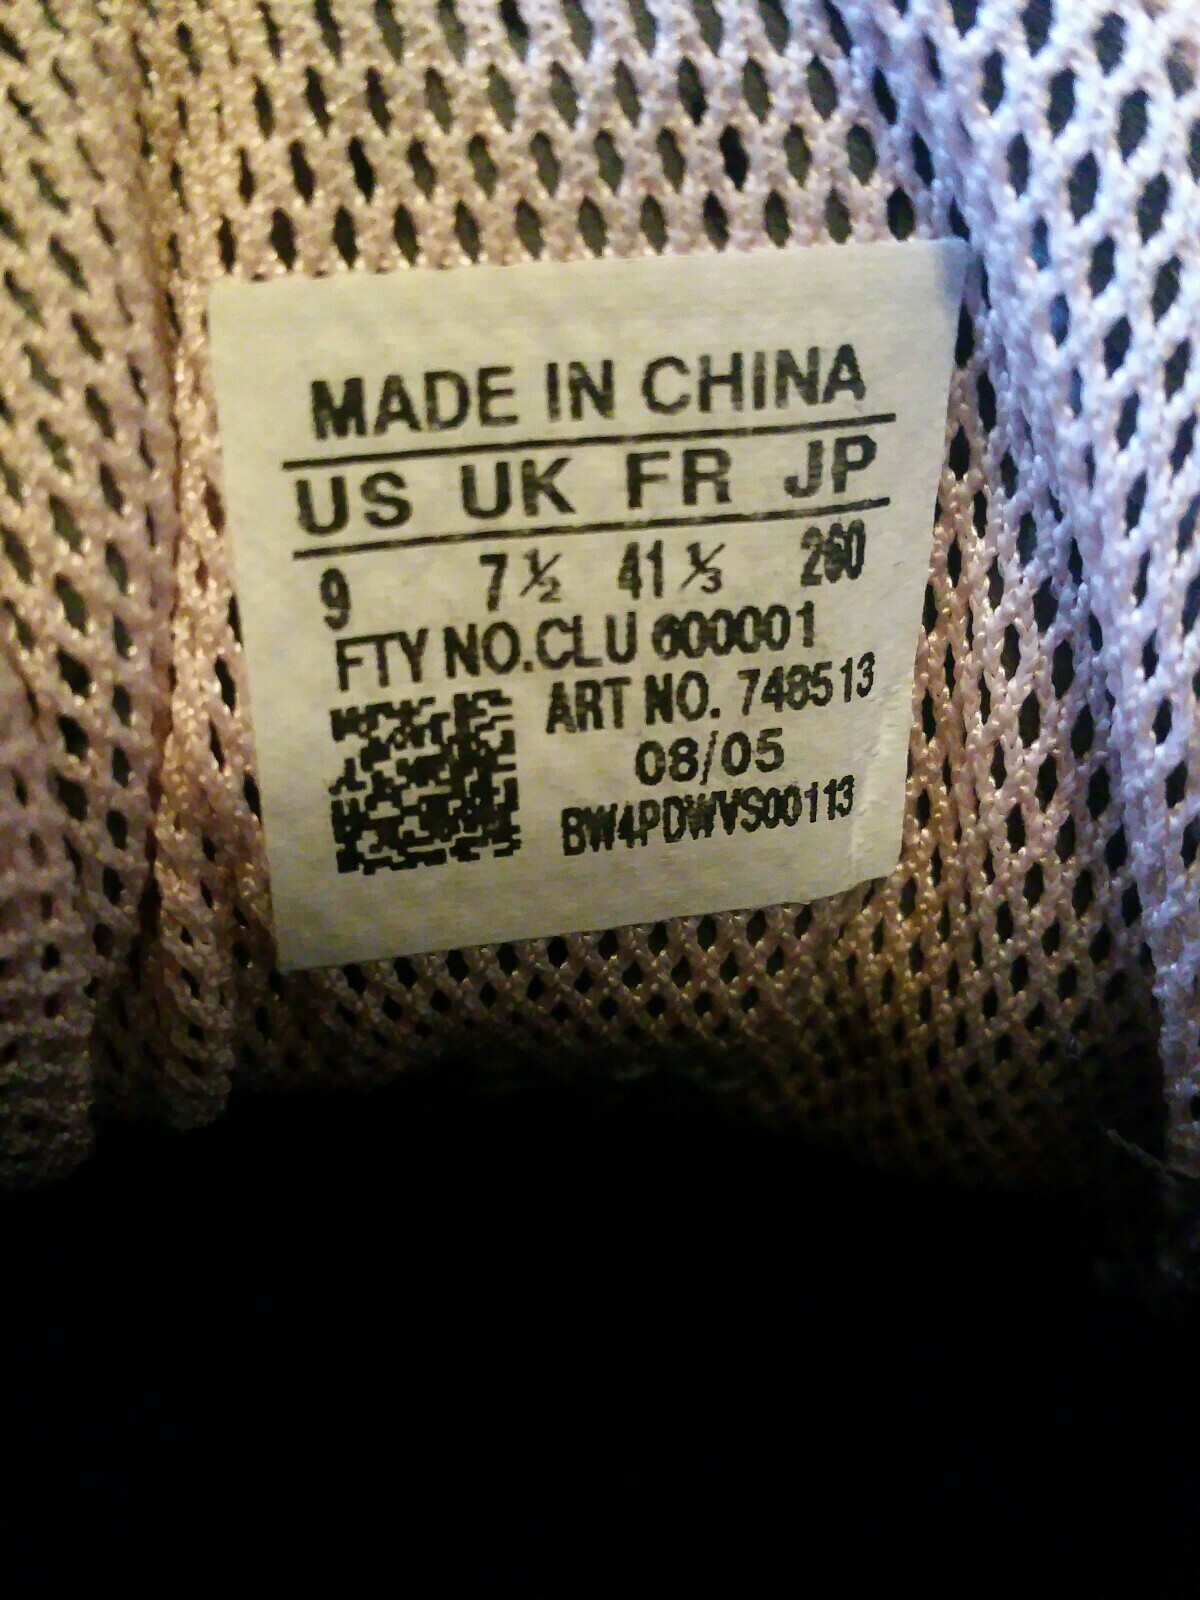 MADE IN CHINA
US UK FR JP
9 7½ 41⅓ 260
FTY NO.CLU 600001
ART NO. 748513
08/05
BW4PDWVS00113